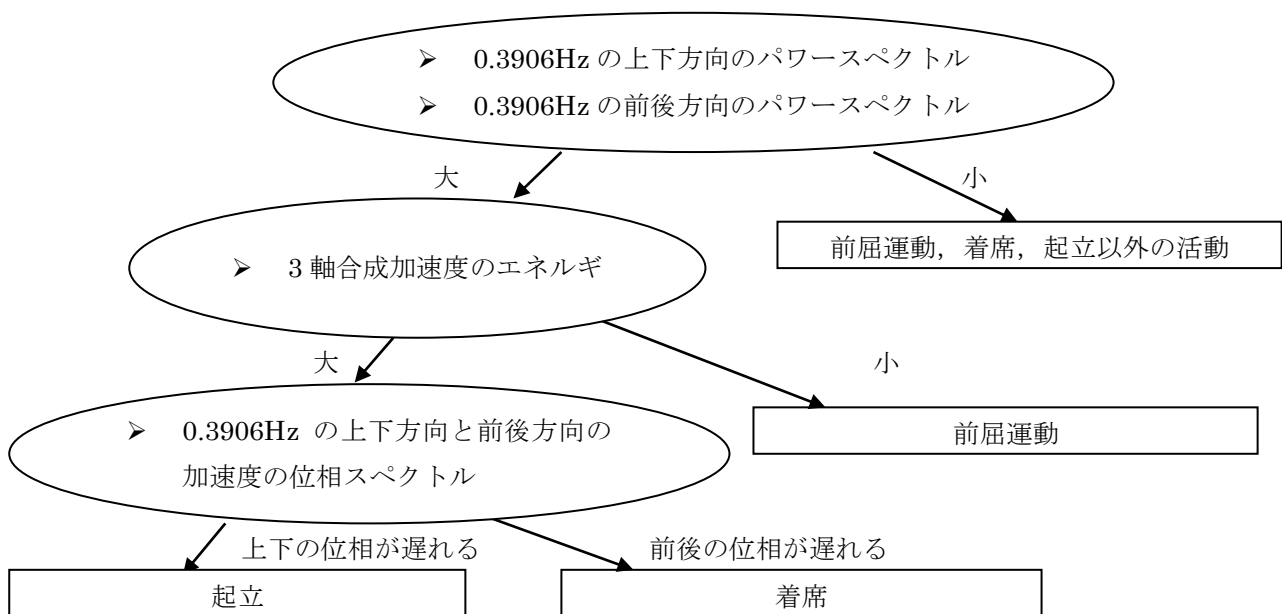 ➢ 0.3906Hz の上下方向のパワースペクトル
➢ 0.3906Hz の前後方向のパワースペクトル
大
小
前屈運動，着席，起立以外の活動
➢ 3 軸合成加速度のエネルギ
大
小
前屈運動
➢ 0.3906Hz の上下方向と前後方向の
加速度の位相スペクトル
上下の位相が遅れる
前後の位相が遅れる
起立
着席